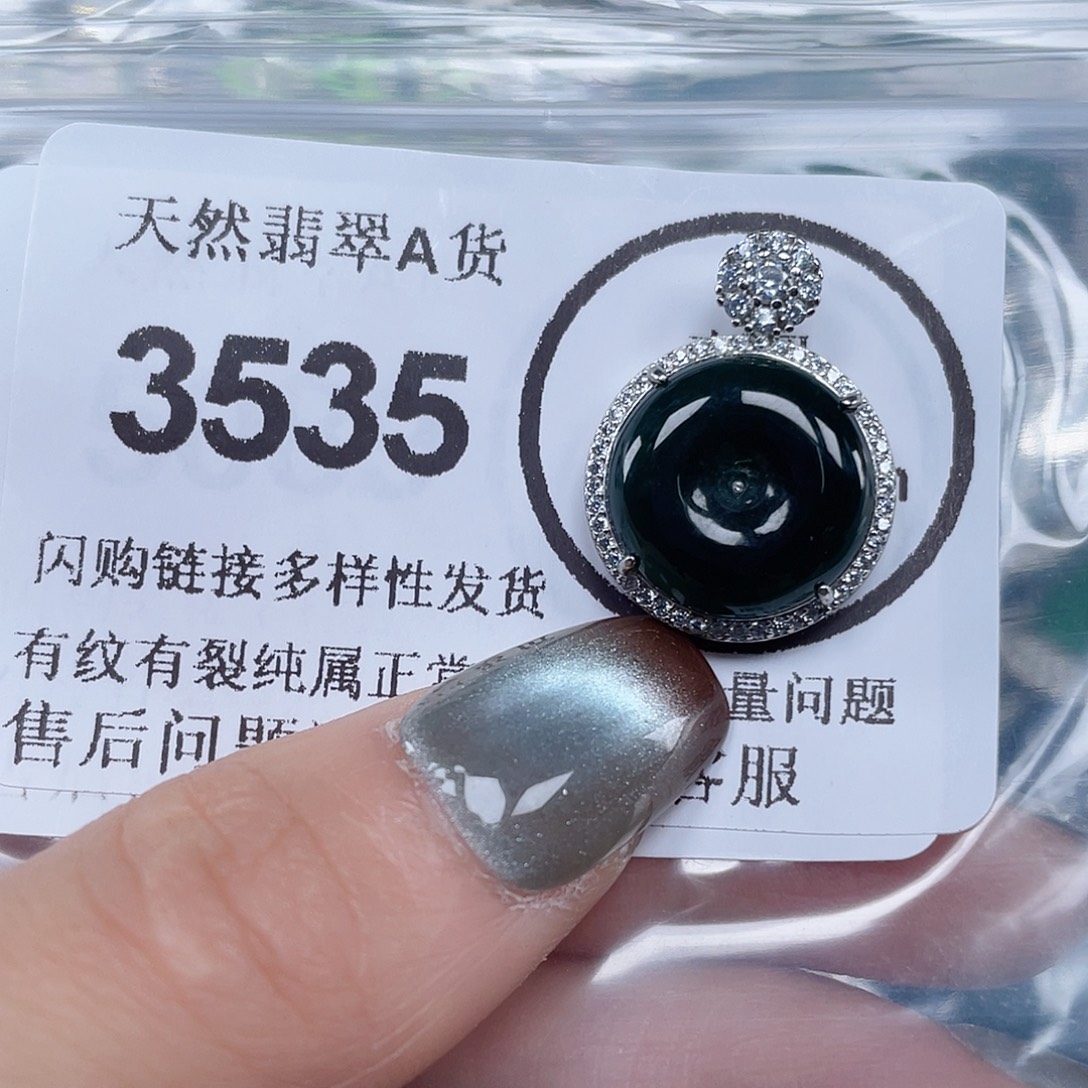 天然翡翠A货
3535
闪购链接多样性发货
有纹有裂纯属正常 量问题
售后问题 客服